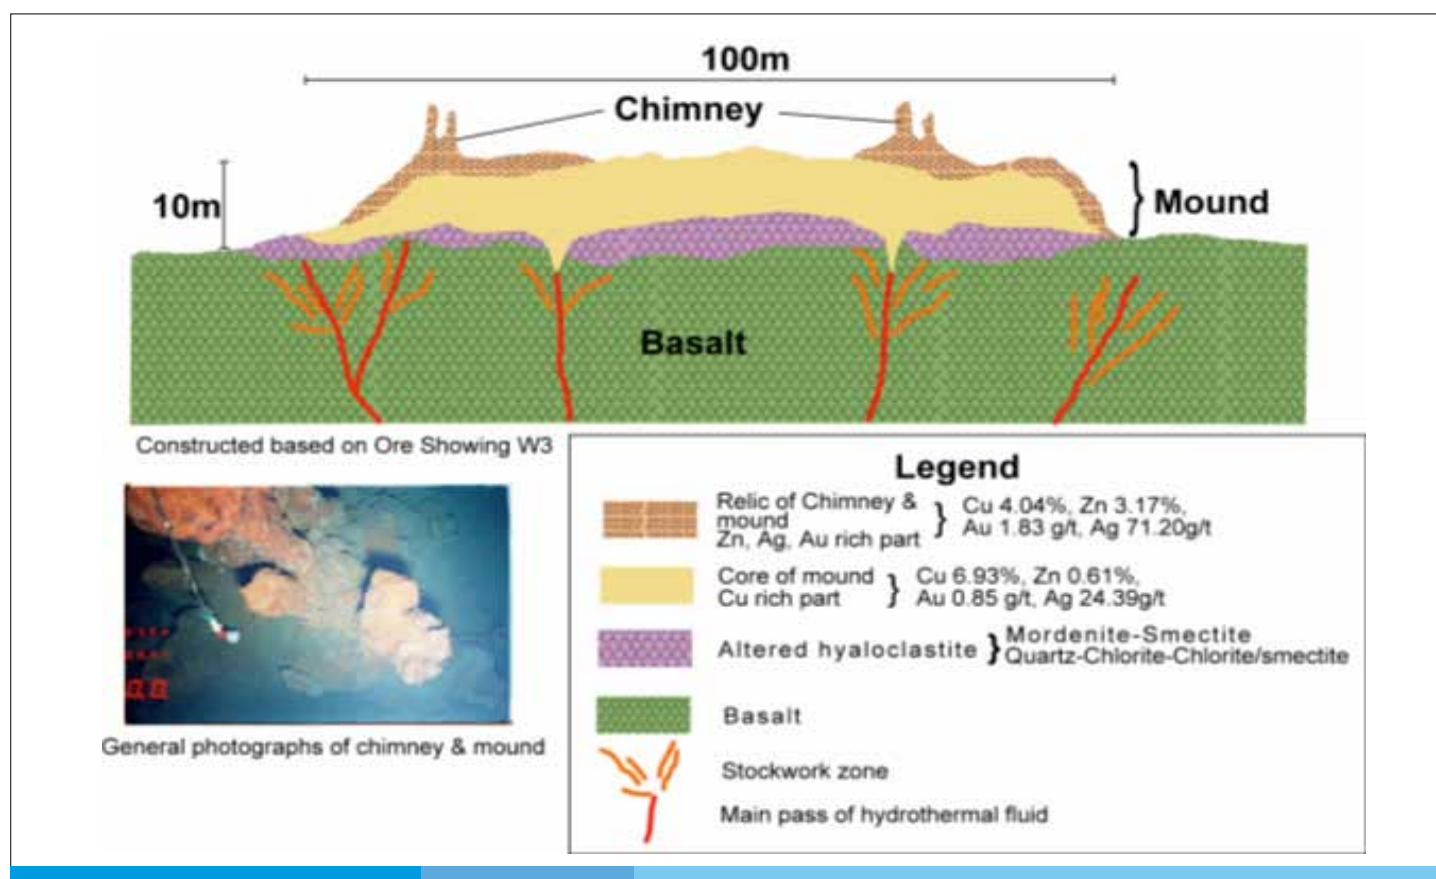 100m
Chimney
10m
Mound
Basalt
Constructed based on Ore Showing W3
General photographs of chimney & mound
Legend
Relic of Chimney &
mound
Zn, Ag, Au rich part
Cu 4.04%, Zn 3.17%,
Au 1.83 g/t, Ag 71.20g/t
Core of mound
Cu rich part
Cu 6.93%, Zn 0.61%,
Au 0.85 g/t, Ag 24.39g/t
Altered hyaloclastite
Mordenite-Smectite
Quartz-Chlorite-Chlorite/smectite
Basalt
Stockwork zone
Main pass of hydrothermal fluid